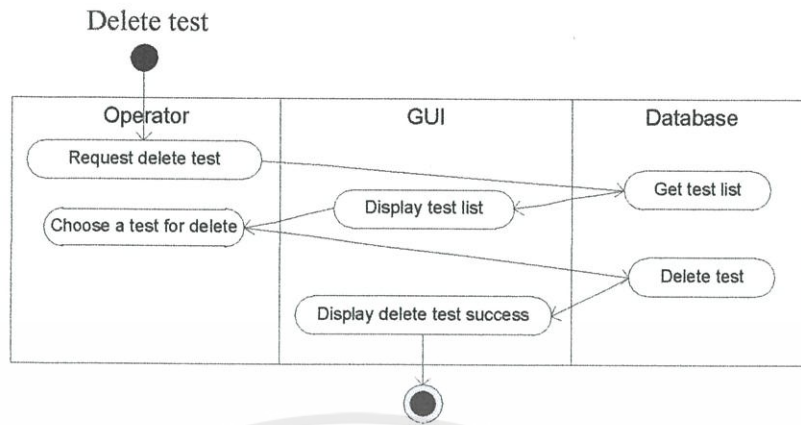 Delete test
Operator
GUI
Database
Request delete test
Get test list
Display test list
Choose a test for delete
Delete test
Display delete test success